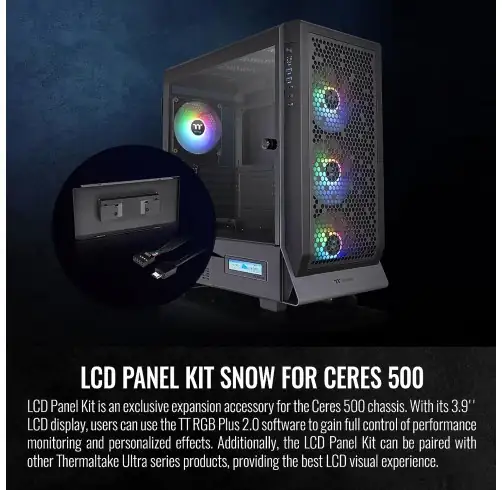 LCD PANEL KIT SNOW FOR CERES 500
LCD Panel Kit is an exclusive expansion accessory for the Ceres 500 chassis. With its 3.9''
LCD display, users can use the TT RGB Plus 2.0 software to gain full control of performance
monitoring and personalized effects. Additionally, the LCD Panel Kit can be paired with
other Thermaltake Ultra series products, providing the best LCD visual experience.